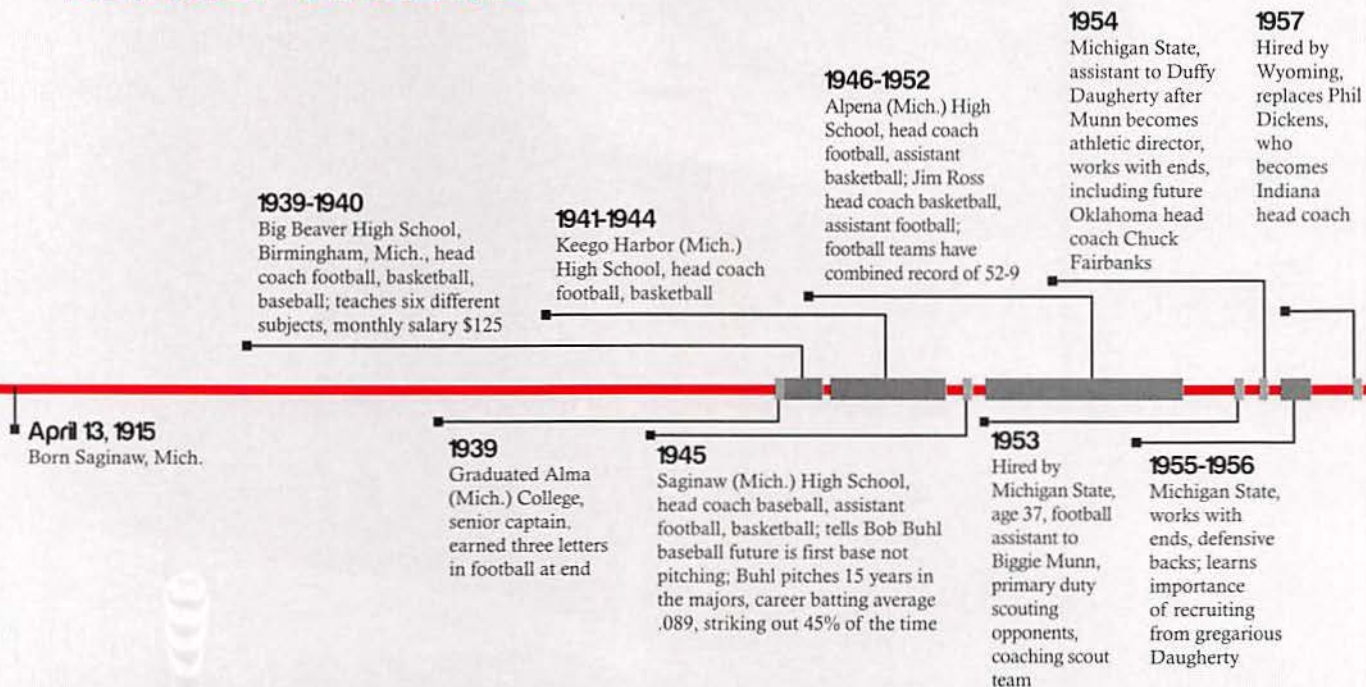 April 13, 1915
Born Saginaw, Mich.
1939-1940
Big Beaver High School,
Birmingham, Mich., head
coach football, basketball,
baseball; teaches six different
subjects, monthly salary $125
1939
Graduated Alma
(Mich.) College,
senior captain,
earned three letters
in football at end
1941-1944
Keego Harbor (Mich.)
High School, head coach
football, basketball
1945
Saginaw (Mich.) High School,
head coach baseball, assistant
football, basketball; tells Bob Buhl
baseball future is first base not
pitching; Buhl pitches 15 years in
the majors, career batting average
.089, striking out 45% of the time
1946-1952
Alpena (Mich.) High
School, head coach
football, assistant
basketball; Jim Ross
head coach basketball,
assistant football;
football teams have
combined record of 52-9
1953
Hired by
Michigan State,
age 37, football
assistant to
Biggie Munn,
primary duty
scouting
opponents,
coaching scout
team
1954
Michigan State,
assistant to Duffy
Daugherty after
Munn becomes
athletic director,
works with ends,
including future
Oklahoma head
coach Chuck
Fairbanks
1955-1956
Michigan State,
works with
ends, defensive
backs; learns
importance
of recruiting
from gregarious
Daugherty
1957
Hired by
Wyoming,
replaces Phil
Dickens,
who
becomes
Indiana
head coach